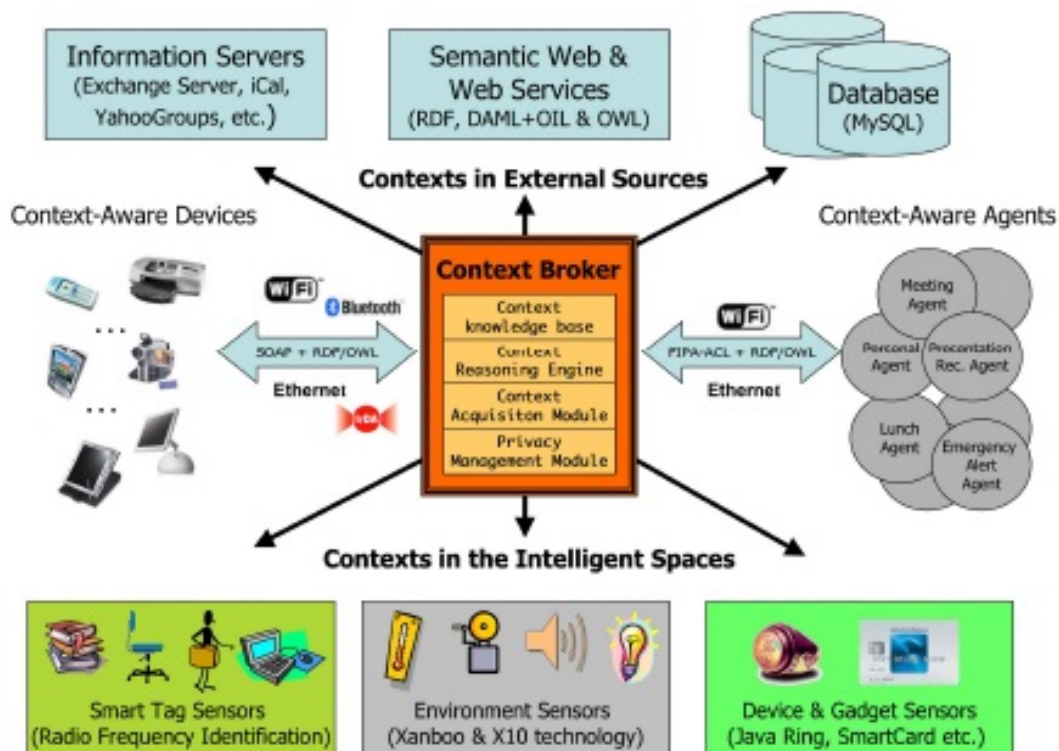 Information Servers
(Exchange Server, iCal,
YahooGroups, etc.)
Semantic Web &
Web Services
(RDF, DAML+OIL & OWL)
Database
(MySQL)
Contexts in External Sources
Context-Aware Devices
Context-Aware Agents
Context Broker
Context
knowledge base
Context
Reasoning Engine
Context
Acquisiton Module
Privacy
Management Module
WiFi™
Bluetooth™
SOAP + RDF/OWL
Ethernet
IrDA
WiFi™
FIPA-ACL + RDF/OWL
Ethernet
Meeting
Agent
Personal
Agent
Presentation
Rec. Agent
Lunch
Agent
Emergency
Alert
Agent
Contexts in the Intelligent Spaces
Smart Tag Sensors
(Radio Frequency Identification)
Environment Sensors
(Xanboo & X10 technology)
Device & Gadget Sensors
(Java Ring, SmartCard etc.)